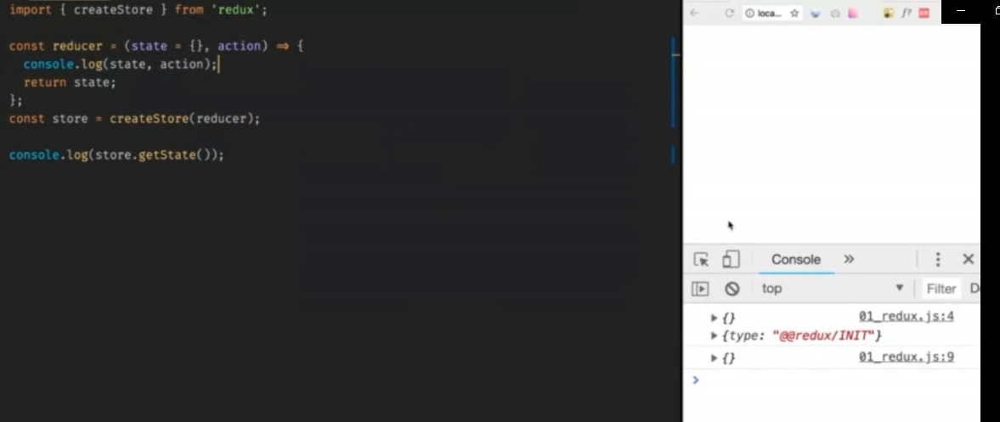 import { createStore } from 'redux';
const reducer = (state = {}, action) => {
console.log(state, action);
return state;
};
const store = createStore(reducer);
console.log(store.getState());
loca...
f?
Console
top
Filter
D
{} 01_redux.js:4
{type: "@@redux/INIT"}
{} 01_redux.js:9